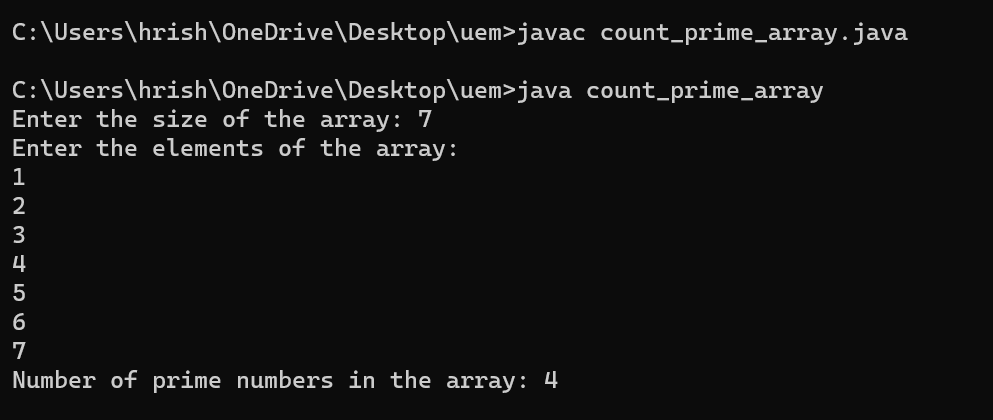 C:\Users\hrish\OneDrive\Desktop\uem>javac count_prime_array.java
C:\Users\hrish\OneDrive\Desktop\uem>java count_prime_array
Enter the size of the array: 7
Enter the elements of the array:
1
2
3
4
5
6
7
Number of prime numbers in the array: 4